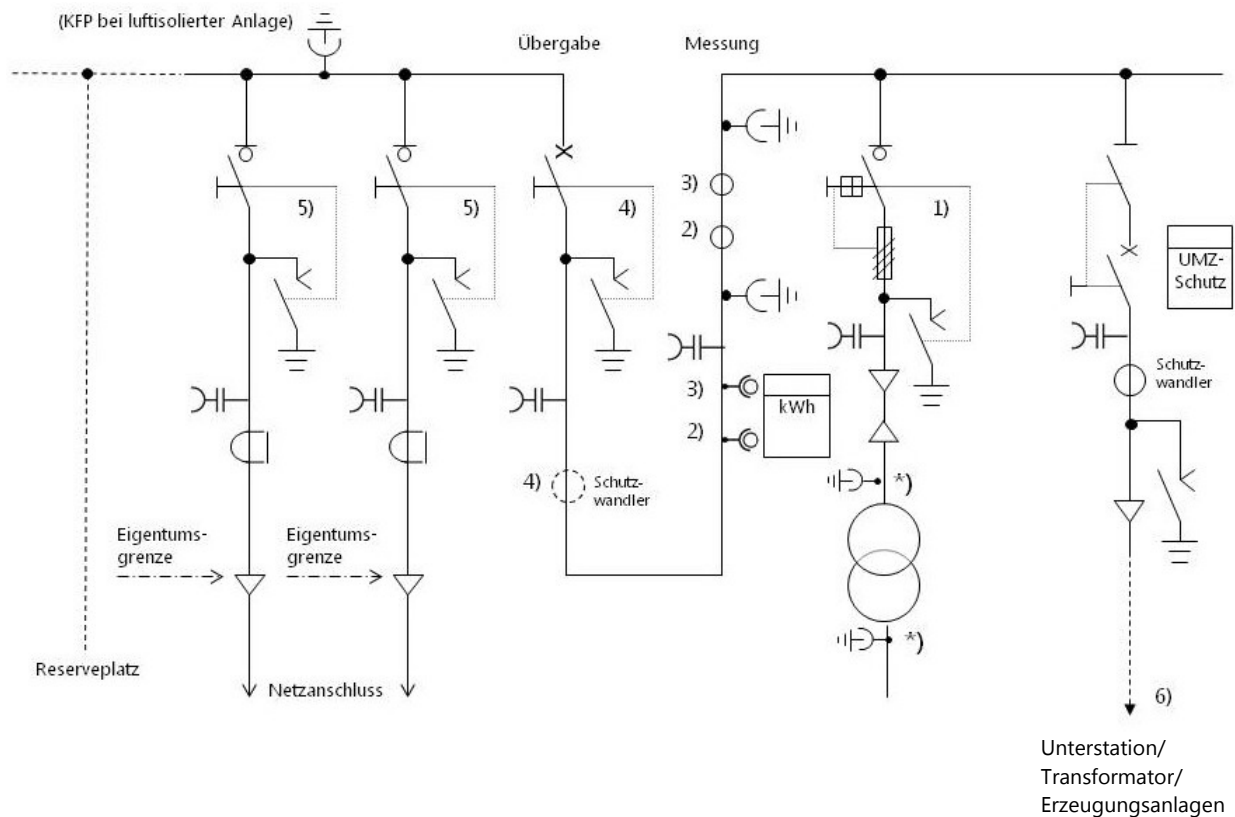 (KFP bei luftisolierter Anlage)
Übergabe
Messung
5)
5)
4)
3)
2)
1)
UMZ-
Schutz
3)
2)
kWh
Schutz-
wandler
4)
Schutz-
wandler
*)
Eigentums-
grenze
Eigentums-
grenze
*)
Reserveplatz
Netzanschluss
6)
Unterstation/
Transformator/
Erzeugungsanlagen